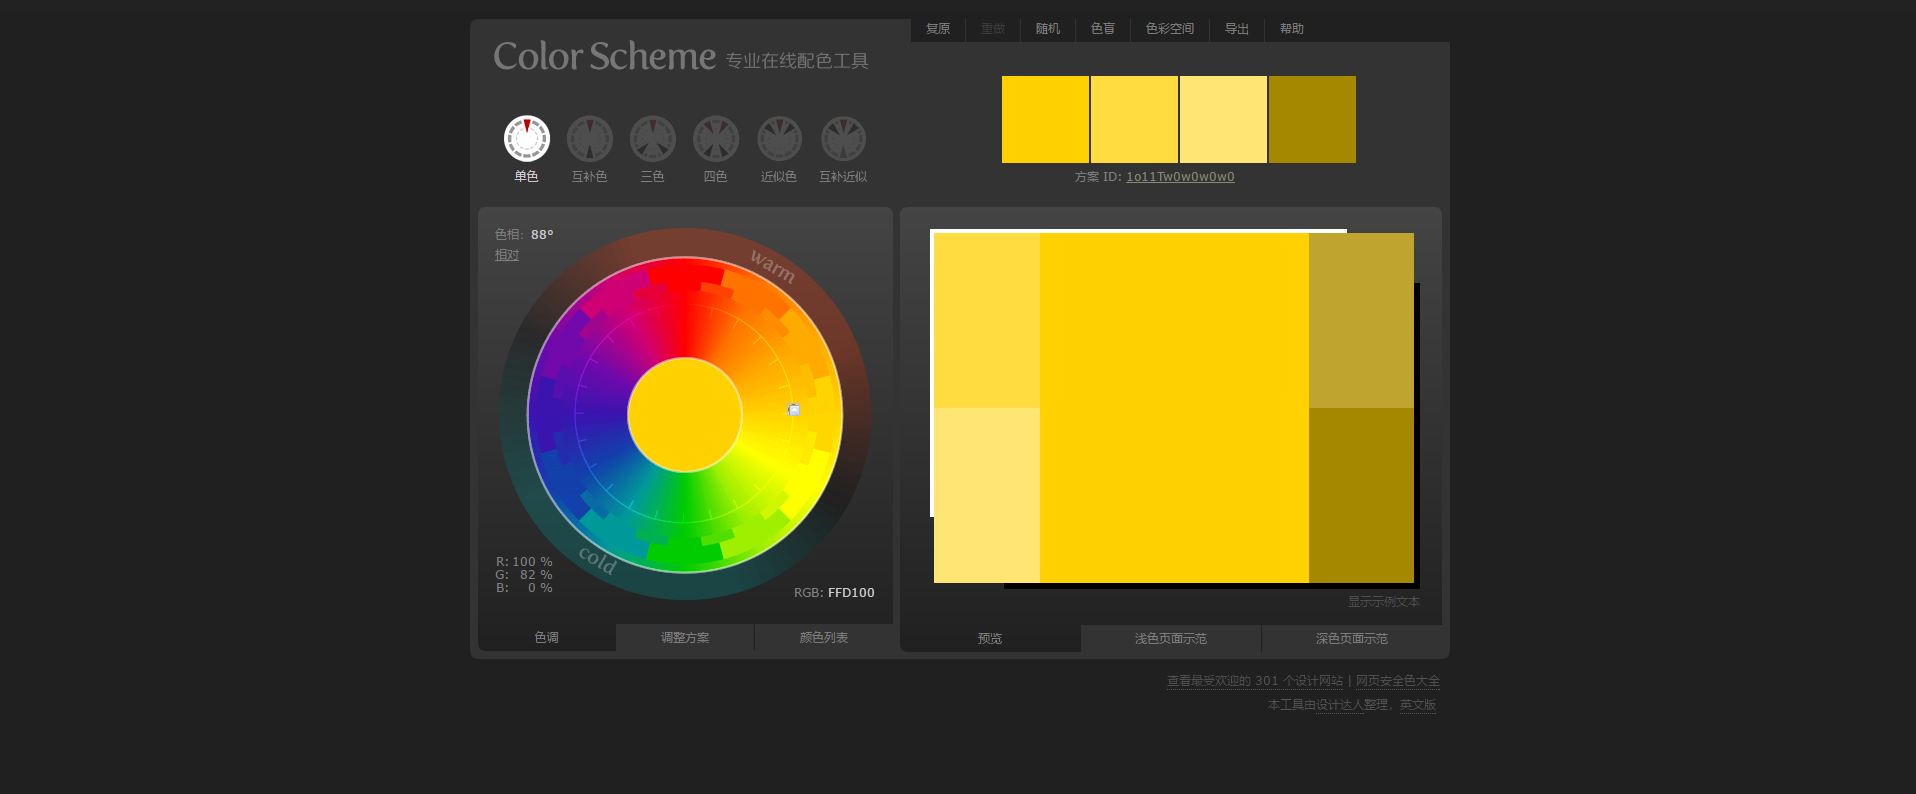 复原 重做 随机 色盲 色彩空间 导出 帮助
Color Scheme 专业在线配色工具
单色 互补色 三色 四色 近似色 互补近似
方案 ID: 1o11Tw0w0w0w0
色相: 88°
相对
warm
cold
R: 100 %
G: 82 %
B: 0 %
RGB: FFD100
显示示例文本
色调 调整方案 颜色列表
预览 浅色页面示范 深色页面示范
查看最受欢迎的 301 个设计网站 | 网页安全色大全
本工具由设计达人整理，英文版